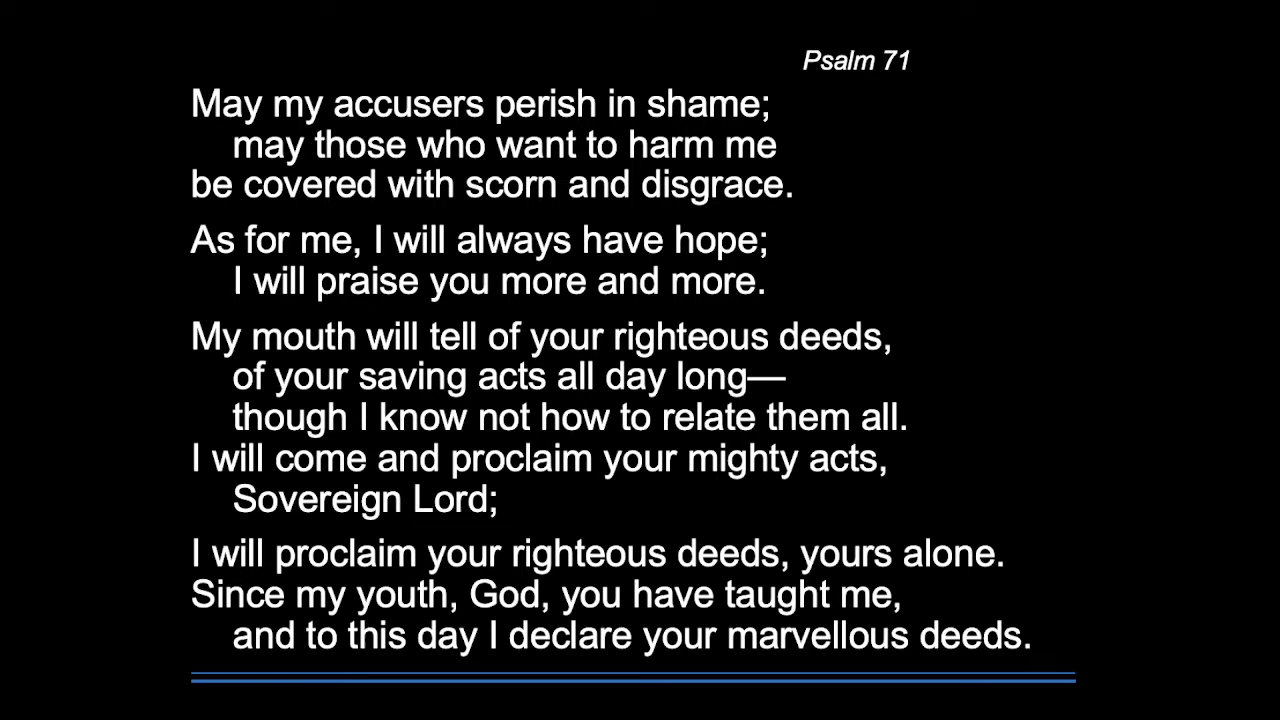 Psalm 71
May my accusers perish in shame;
may those who want to harm me
be covered with scorn and disgrace.
As for me, I will always have hope;
I will praise you more and more.
My mouth will tell of your righteous deeds,
of your saving acts all day long—
though I know not how to relate them all.
I will come and proclaim your mighty acts,
Sovereign Lord;
I will proclaim your righteous deeds, yours alone.
Since my youth, God, you have taught me,
and to this day I declare your marvellous deeds.